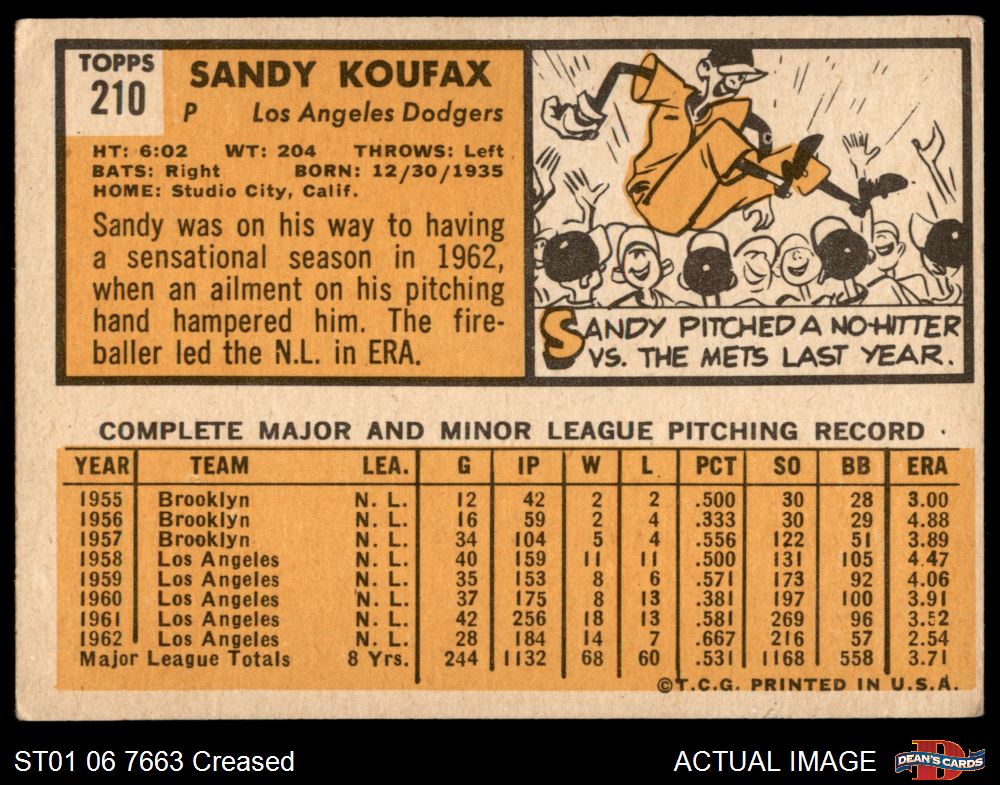 TOPPS
210
SANDY KOUFAX
P Los Angeles Dodgers
HT: 6:02 WT: 204 THROWS: Left
BATS: Right BORN: 12/30/1935
HOME: Studio City, Calif.
Sandy was on his way to having
a sensational season in 1962,
when an ailment on his pitching
hand hampered him. The fire-
baller led the N.L. in ERA.
SANDY PITCHED A NO-HITTER
VS. THE METS LAST YEAR.
COMPLETE MAJOR AND MINOR LEAGUE PITCHING RECORD
YEAR TEAM LEA. G IP W L PCT SO BB ERA
1955 Brooklyn N. L. 12 42 2 2 .500 30 28 3.00
1956 Brooklyn N. L. 16 59 2 4 .333 30 29 4.88
1957 Brooklyn N. L. 34 104 5 4 .556 122 51 3.89
1958 Los Angeles N. L. 40 159 11 11 .500 131 105 4.47
1959 Los Angeles N. L. 35 153 8 6 .571 173 92 4.06
1960 Los Angeles N. L. 37 175 8 13 .381 197 100 3.91
1961 Los Angeles N. L. 42 256 18 13 .581 269 96 3.52
1962 Los Angeles N. L. 28 184 14 7 .667 216 57 2.54
Major League Totals 8 Yrs. 244 1132 68 60 .531 1168 558 3.71
©T.C.G. PRINTED IN U.S.A.
ST01 06 7663 Creased
ACTUAL IMAGE
D
DEAN'S CARDS